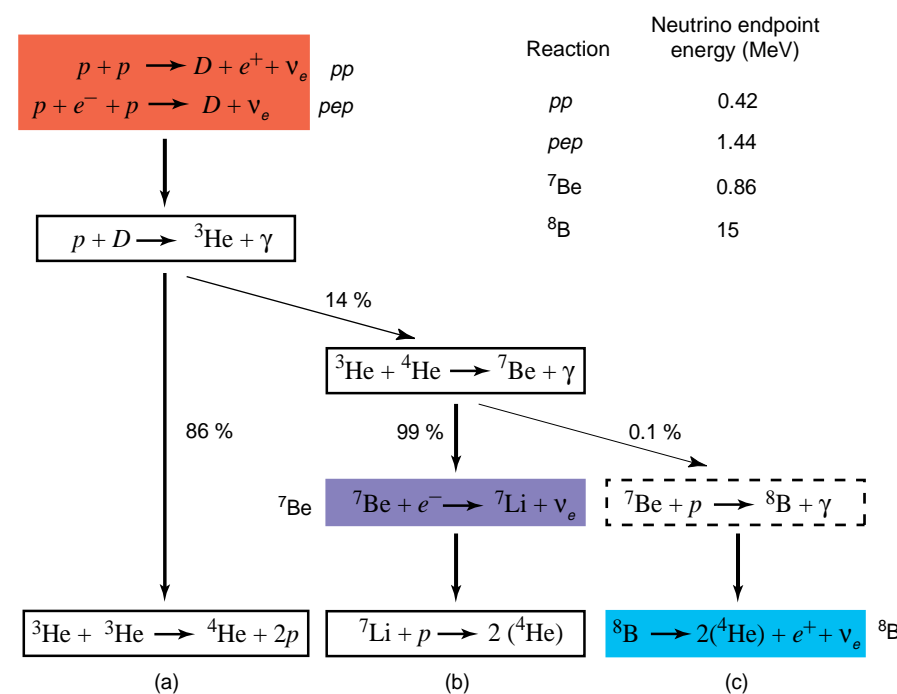 p + p → D + e⁺ + νₑ pp
p + e⁻ + p → D + νₑ pep
Reaction
Neutrino endpoint
energy (MeV)
pp 0.42
pep 1.44
⁷Be 0.86
⁸B 15
p + D → ³He + γ
14 %
³He + ⁴He → ⁷Be + γ
86 %
99 %
0.1 %
⁷Be
⁷Be + e⁻ → ⁷Li + νₑ
⁷Be + p → ⁸B + γ
³He + ³He → ⁴He + 2p
⁷Li + p → 2 (⁴He)
⁸B → 2(⁴He) + e⁺ + νₑ
⁸B
(a)
(b)
(c)